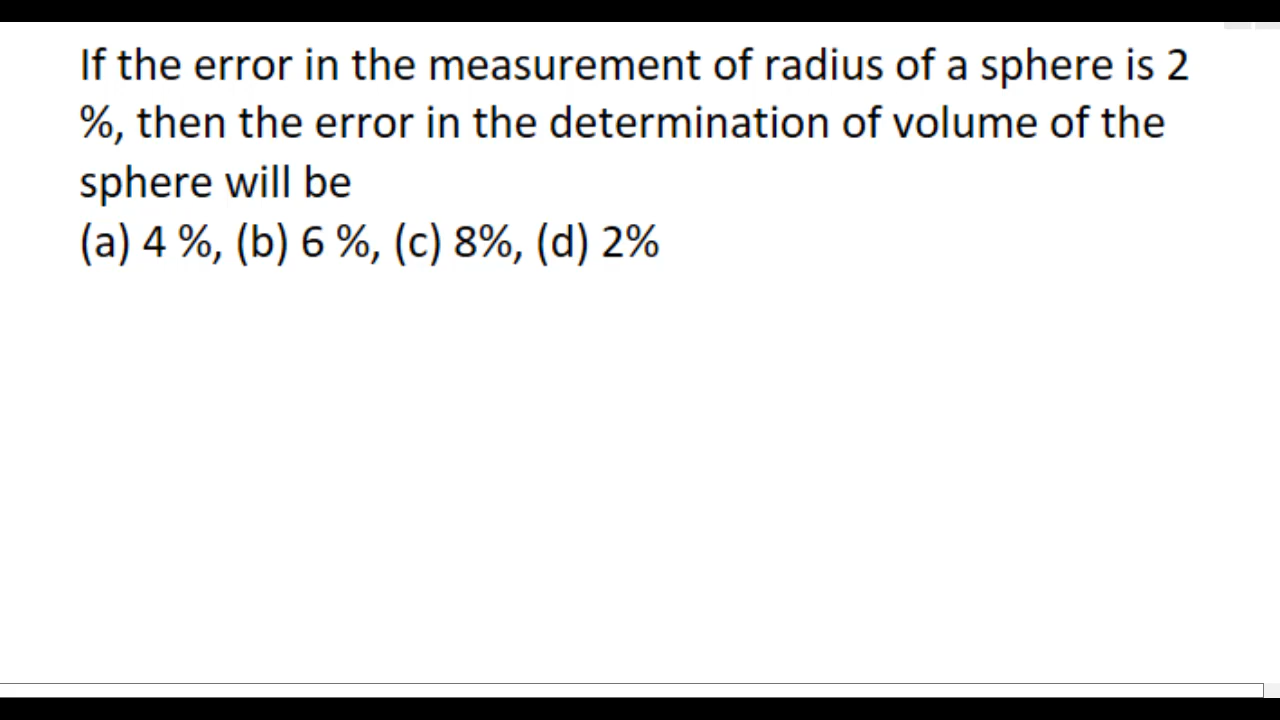 If the error in the measurement of radius of a sphere is 2
%, then the error in the determination of volume of the
sphere will be
(a) 4 %, (b) 6 %, (c) 8%, (d) 2%